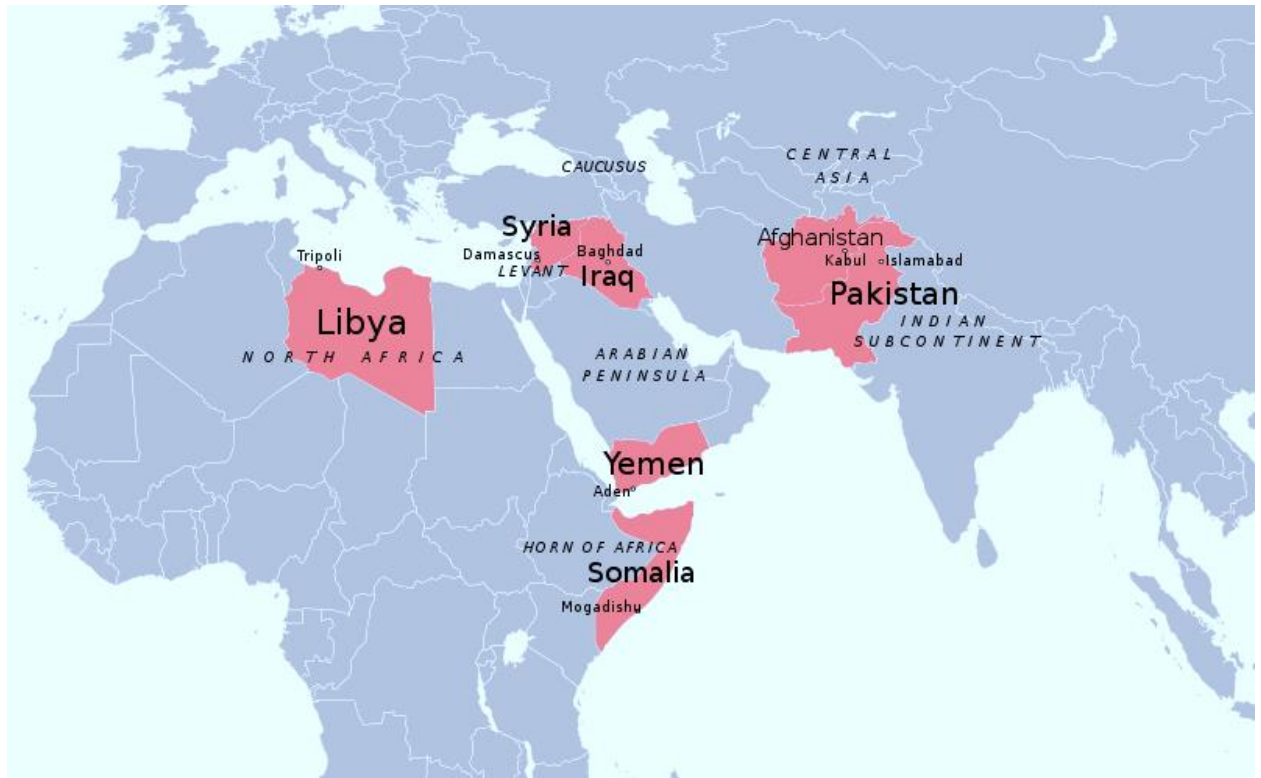 CAUCUSUS
CENTRAL
ASIA
Syria
Afghanistan
Tripoli
Damascus
Baghdad
Kabul
Islamabad
LEVANT
Iraq
Pakistan
Libya
INDIAN
SUBCONTINENT
NORTH AFRICA
ARABIAN
PENINSULA
Yemen
Aden
HORN OF AFRICA
Somalia
Mogadishu